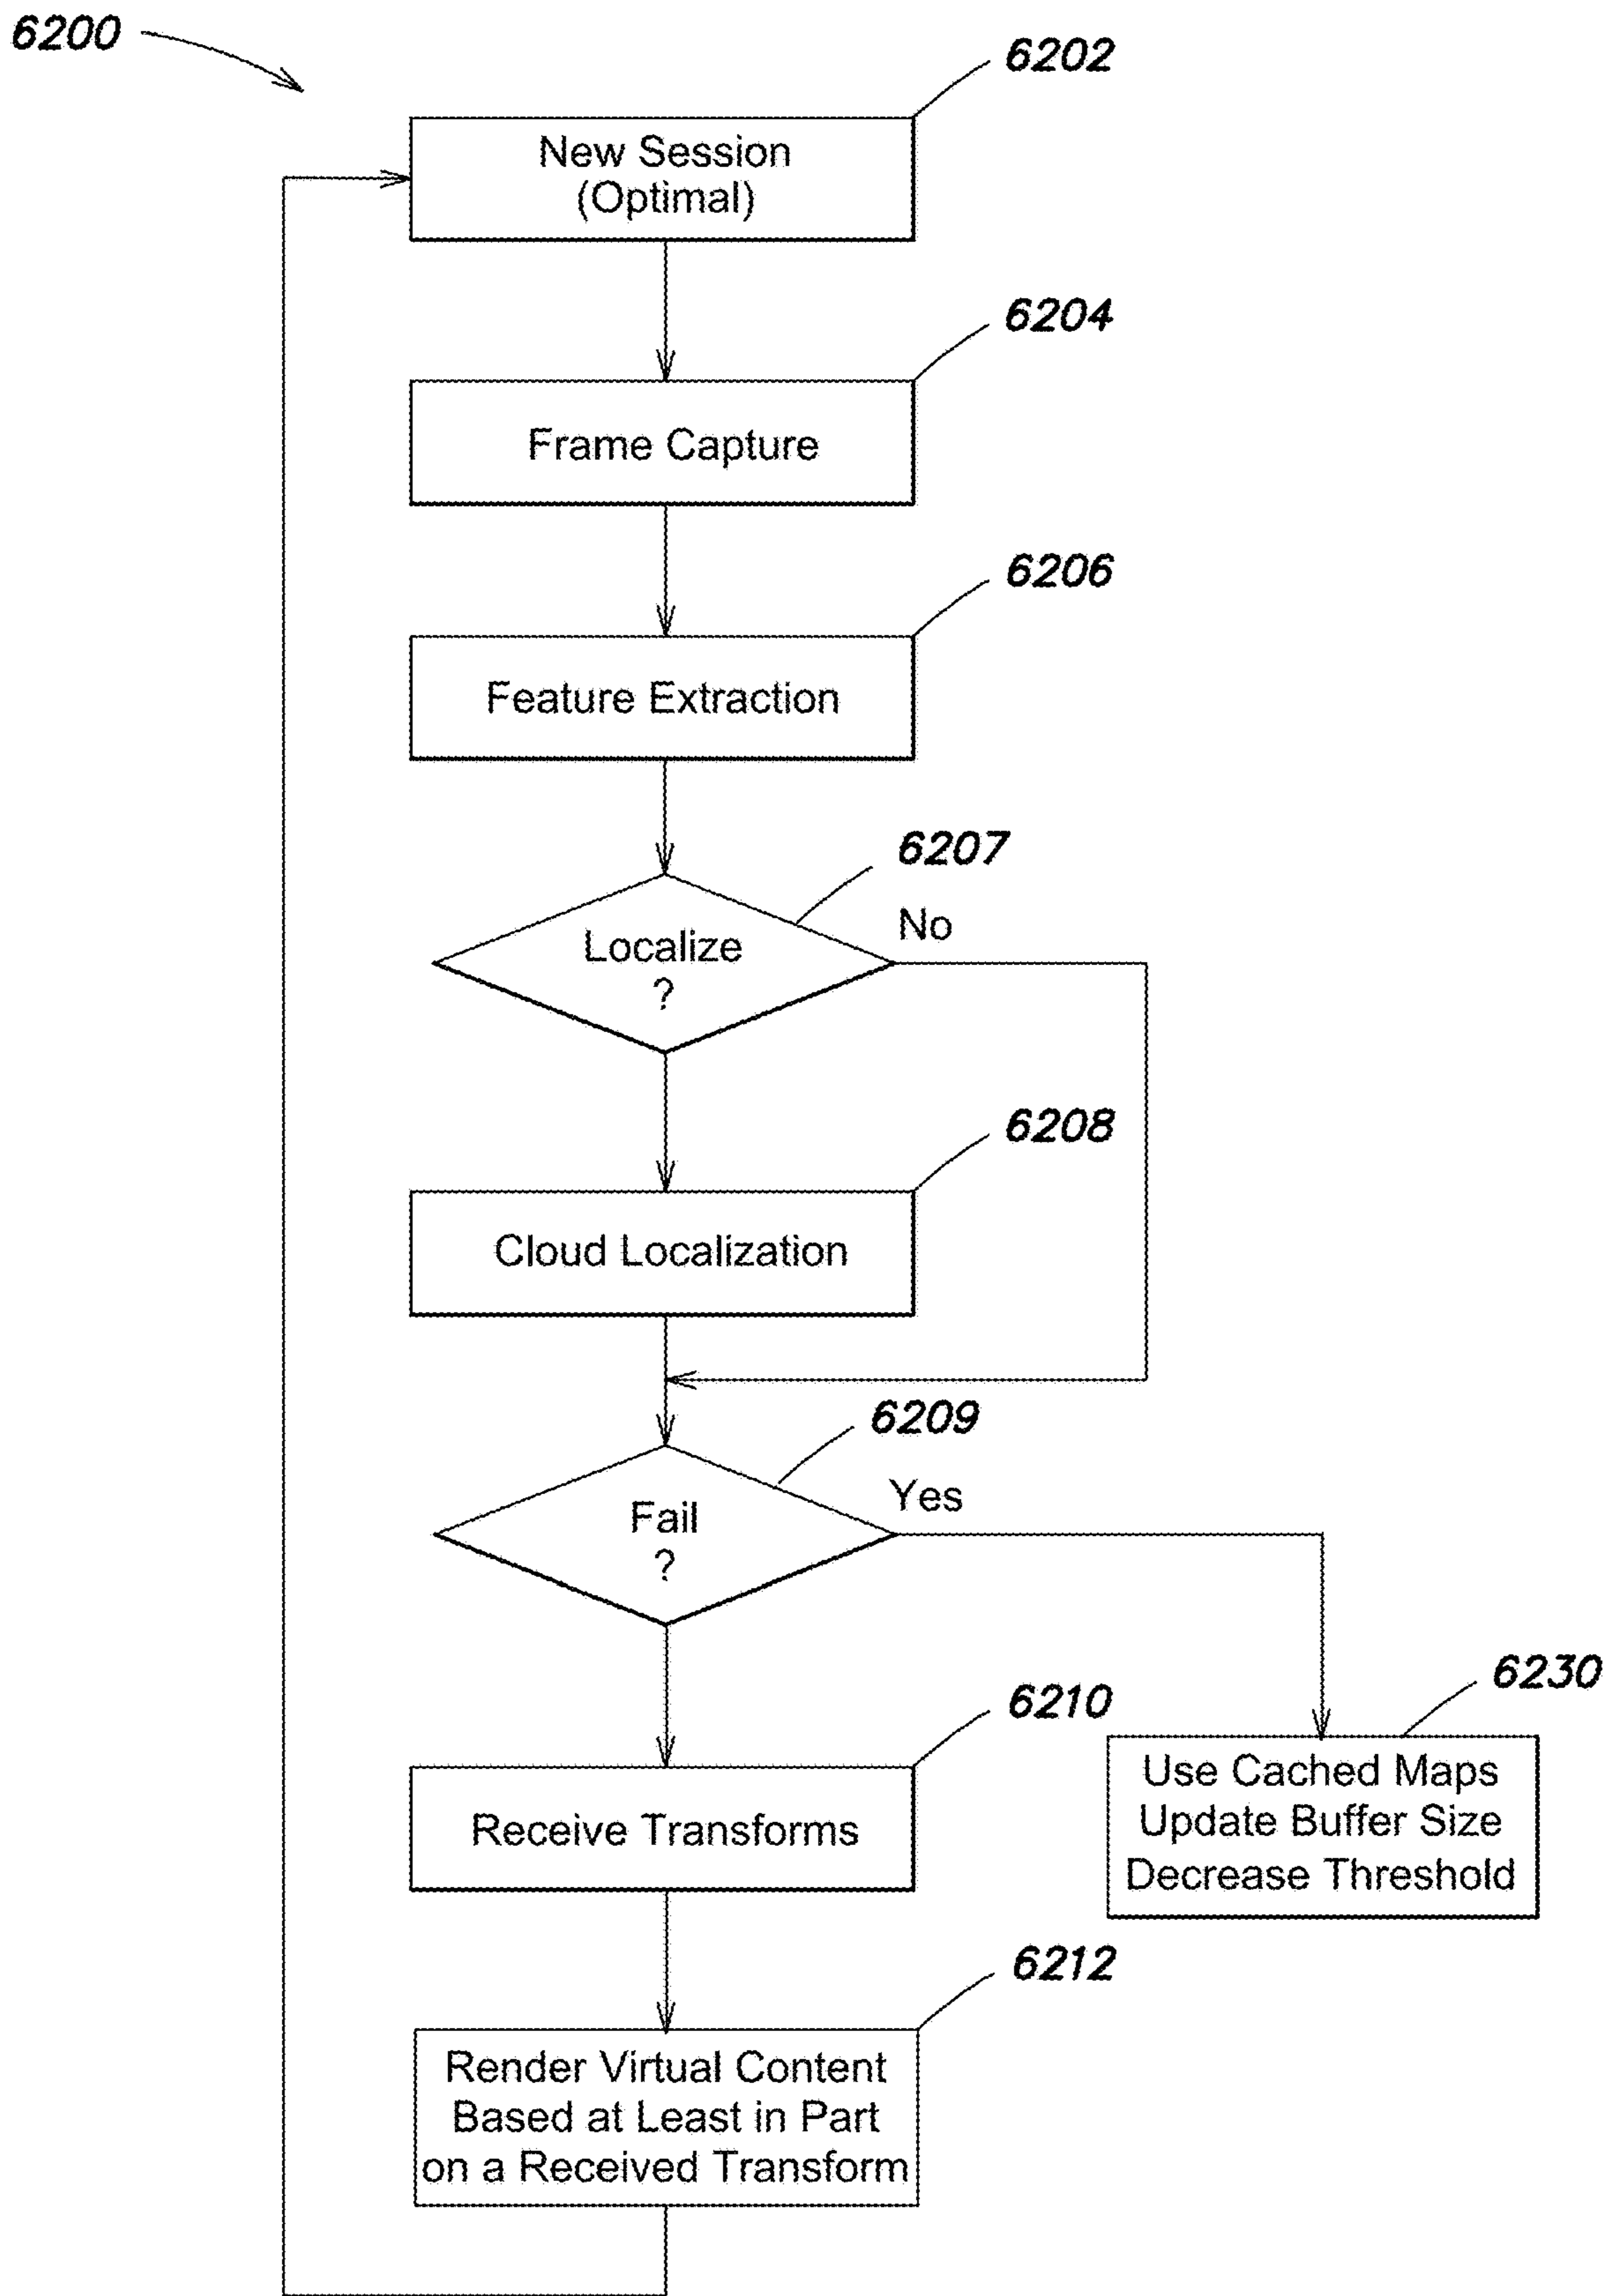 6200
6202
New Session
(Optimal)
6204
Frame Capture
6206
Feature Extraction
6207
No
Localize
?
6208
Cloud Localization
6209
Yes
Fail
?
6210
Receive Transforms
6230
Use Cached Maps
Update Buffer Size
Decrease Threshold
6212
Render Virtual Content
Based at Least in Part
on a Received Transform